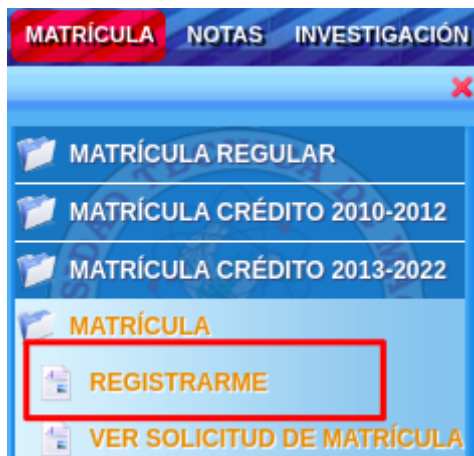 MATRÍCULA NOTAS INVESTIGACIÓN
MATRÍCULA REGULAR
MATRÍCULA CRÉDITO 2010-2012
MATRÍCULA CRÉDITO 2013-2022
MATRÍCULA
REGISTRARME
VER SOLICITUD DE MATRÍCULA